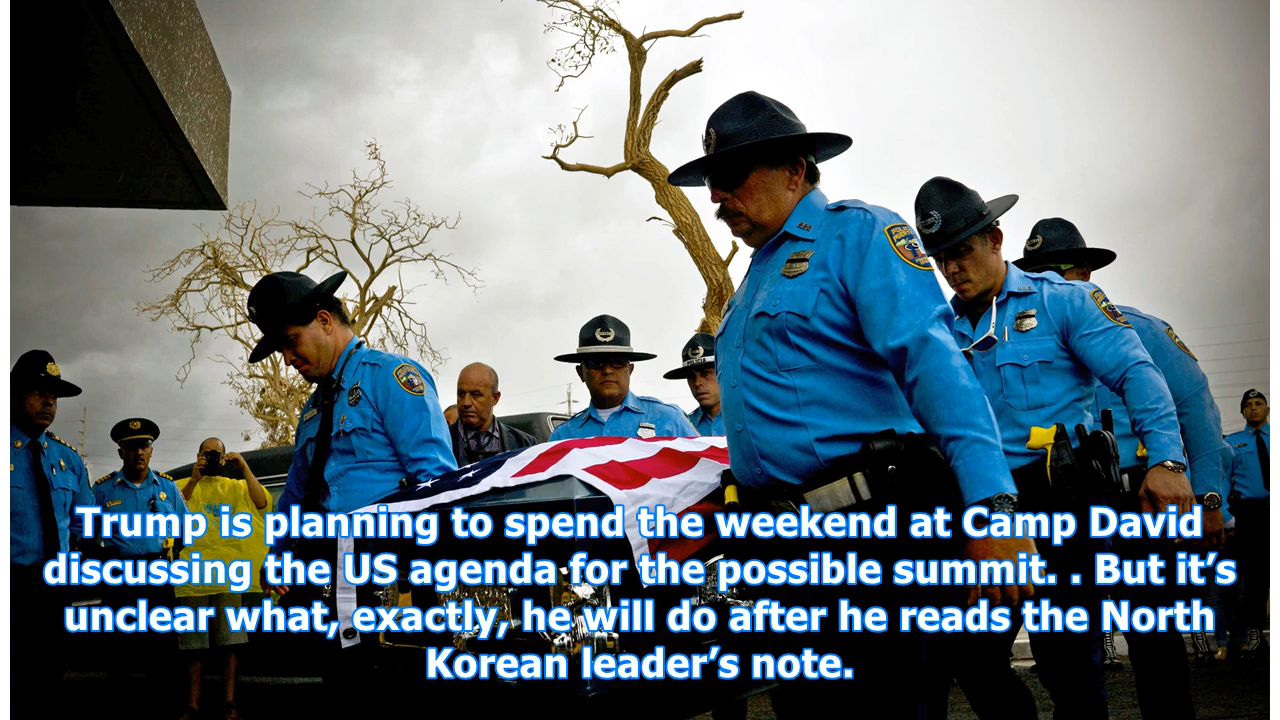 Trump is planning to spend the weekend at Camp David
discussing the US agenda for the possible summit. . But it’s
unclear what, exactly, he will do after he reads the North
Korean leader’s note.